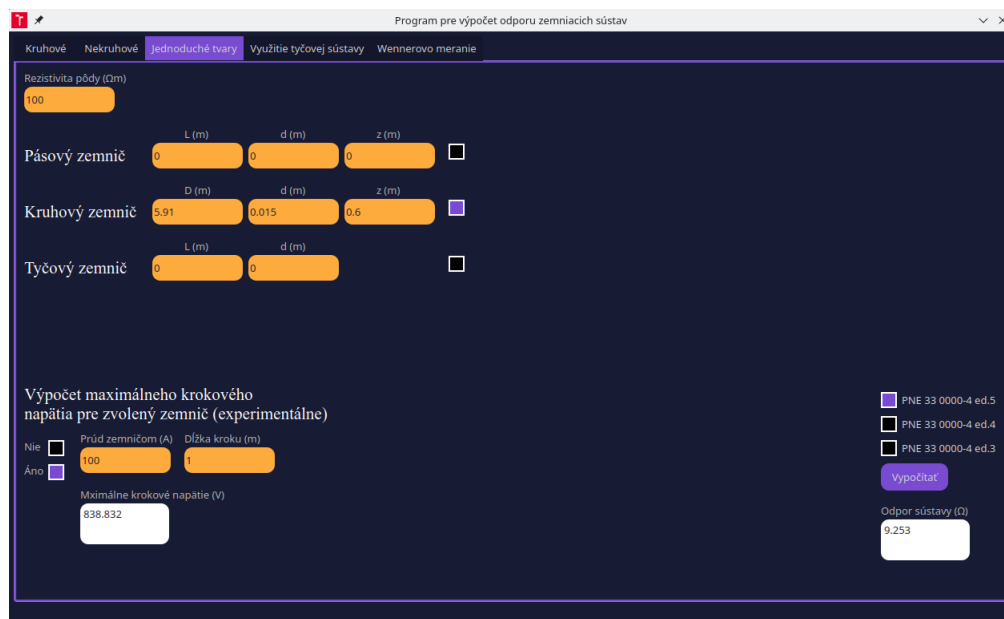 Program pre výpočet odporu zemniacich sústav
Kruhové Nekruhové Jednoduché tvary Využitie tyčovej sústavy Wennerovo meranie
Rezistivita pôdy (Ωm)
100
L (m) d (m) z (m)
Pásový zemnič 0 0 0
D (m) d (m) z (m)
Kruhový zemnič 5.91 0.015 0.6
L (m) d (m)
Tyčový zemnič 0 0
Výpočet maximálneho krokového
napätia pre zvolený zemnič (experimentálne)
Nie
Áno
Prúd zemničom (A) Dĺžka kroku (m)
100 1
Mximálne krokové napätie (V)
838.832
PNE 33 0000-4 ed.5
PNE 33 0000-4 ed.4
PNE 33 0000-4 ed.3
Vypočítať
Odpor sústavy (Ω)
9.253